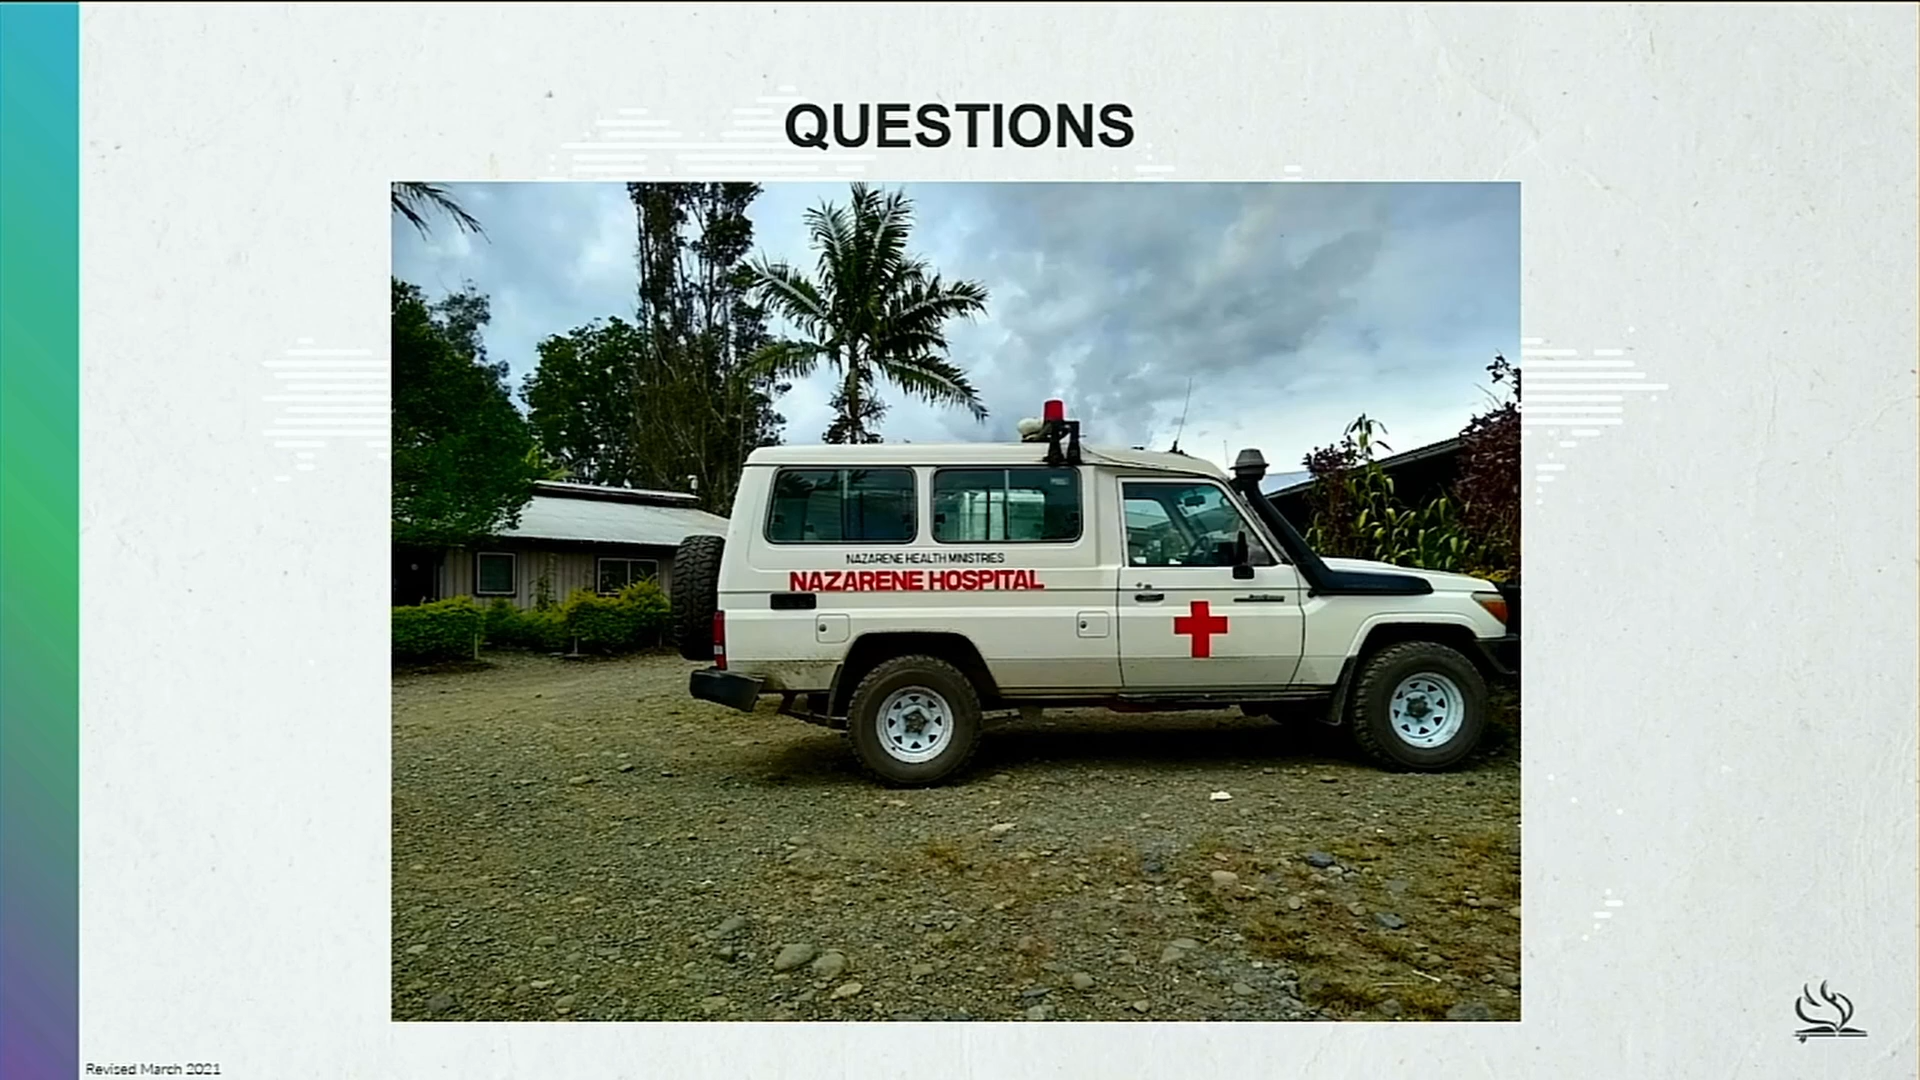 QUESTIONS
NAZARENE HEALTH MINISTRIES
NAZARENE HOSPITAL
Revised March 2021